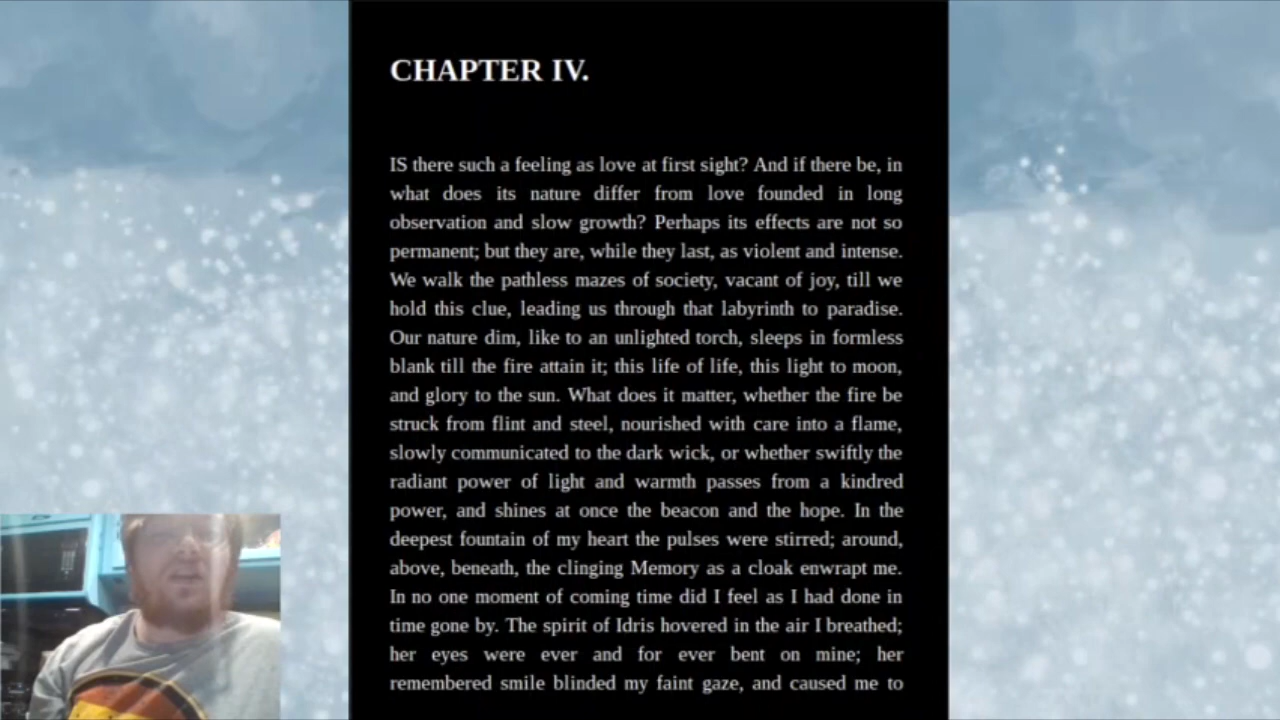 CHAPTER IV.
IS there such a feeling as love at first sight? And if there be, in
what does its nature differ from love founded in long
observation and slow growth? Perhaps its effects are not so
permanent; but they are, while they last, as violent and intense.
We walk the pathless mazes of society, vacant of joy, till we
hold this clue, leading us through that labyrinth to paradise.
Our nature dim, like to an unlighted torch, sleeps in formless
blank till the fire attain it; this life of life, this light to moon,
and glory to the sun. What does it matter, whether the fire be
struck from flint and steel, nourished with care into a flame,
slowly communicated to the dark wick, or whether swiftly the
radiant power of light and warmth passes from a kindred
power, and shines at once the beacon and the hope. In the
deepest fountain of my heart the pulses were stirred; around,
above, beneath, the clinging Memory as a cloak enwrapt me.
In no one moment of coming time did I feel as I had done in
time gone by. The spirit of Idris hovered in the air I breathed;
her eyes were ever and for ever bent on mine; her
remembered smile blinded my faint gaze, and caused me to